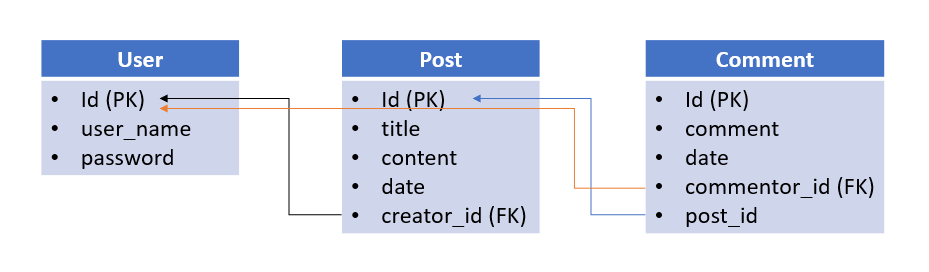 User
• Id (PK)
• user_name
• password
Post
• Id (PK)
• title
• content
• date
• creator_id (FK)
Comment
• Id (PK)
• comment
• date
• commentor_id (FK)
• post_id